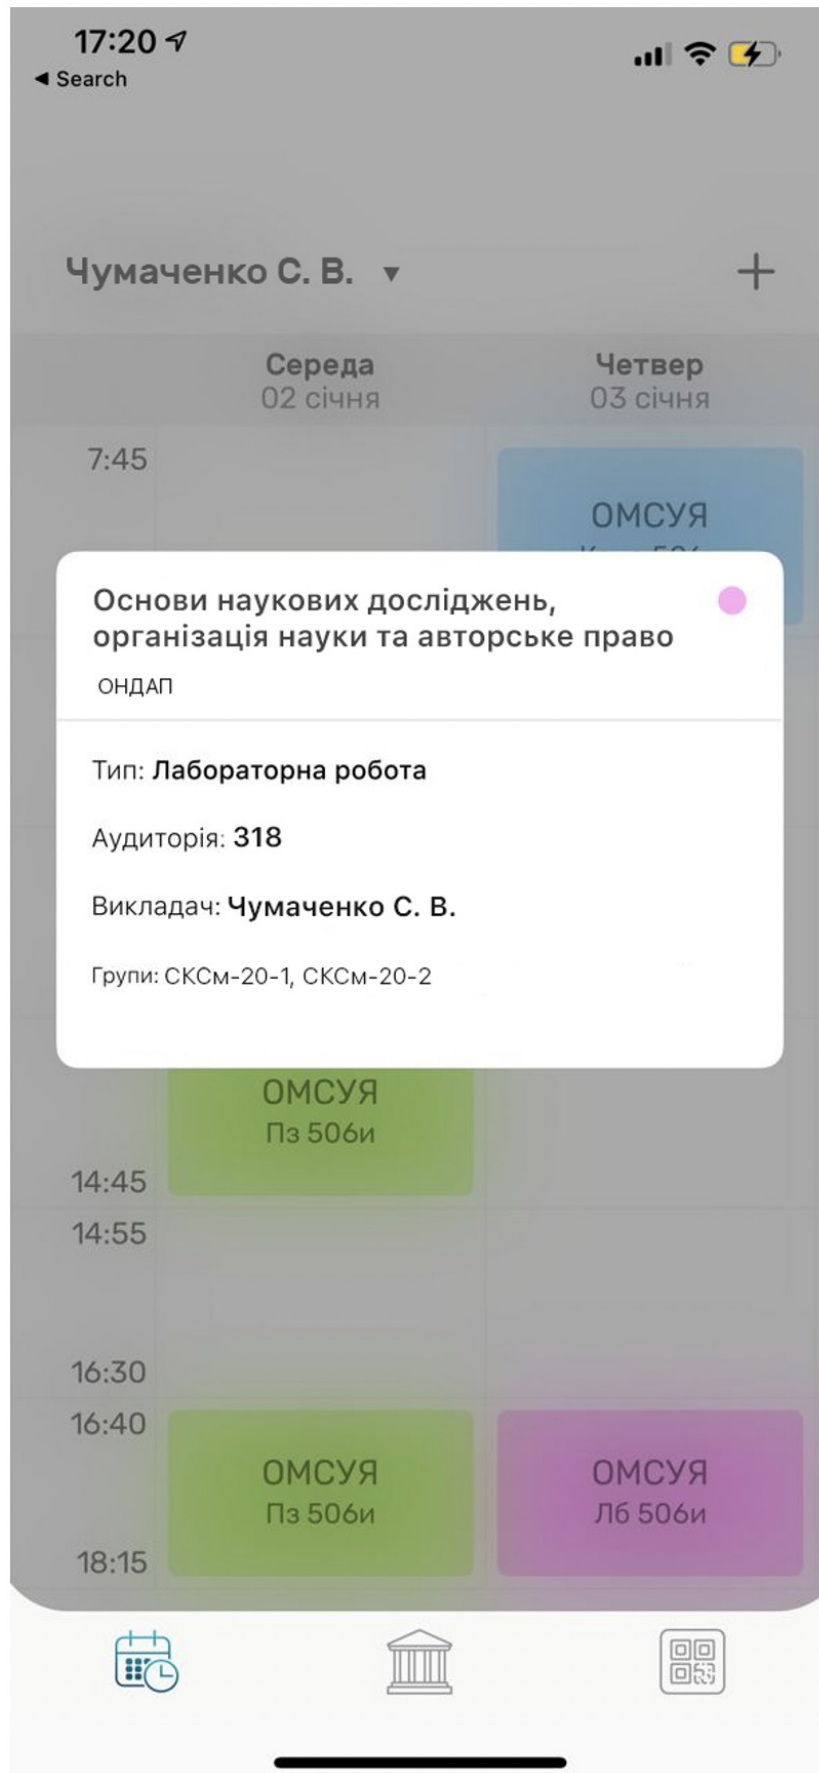 17:20
◀ Search
Чумаченко С. В. ▼ +
Середа Четвер
02 січня 03 січня
7:45
ОМСУЯ
Основи наукових досліджень,
організація науки та авторське право
ОНДАП
Тип: Лабораторна робота
Аудиторія: 318
Викладач: Чумаченко С. В.
Групи: СКСм-20-1, СКСм-20-2
ОМСУЯ
Пз 506и
14:45
14:55
16:30
16:40
ОМСУЯ ОМСУЯ
Пз 506и Лб 506и
18:15